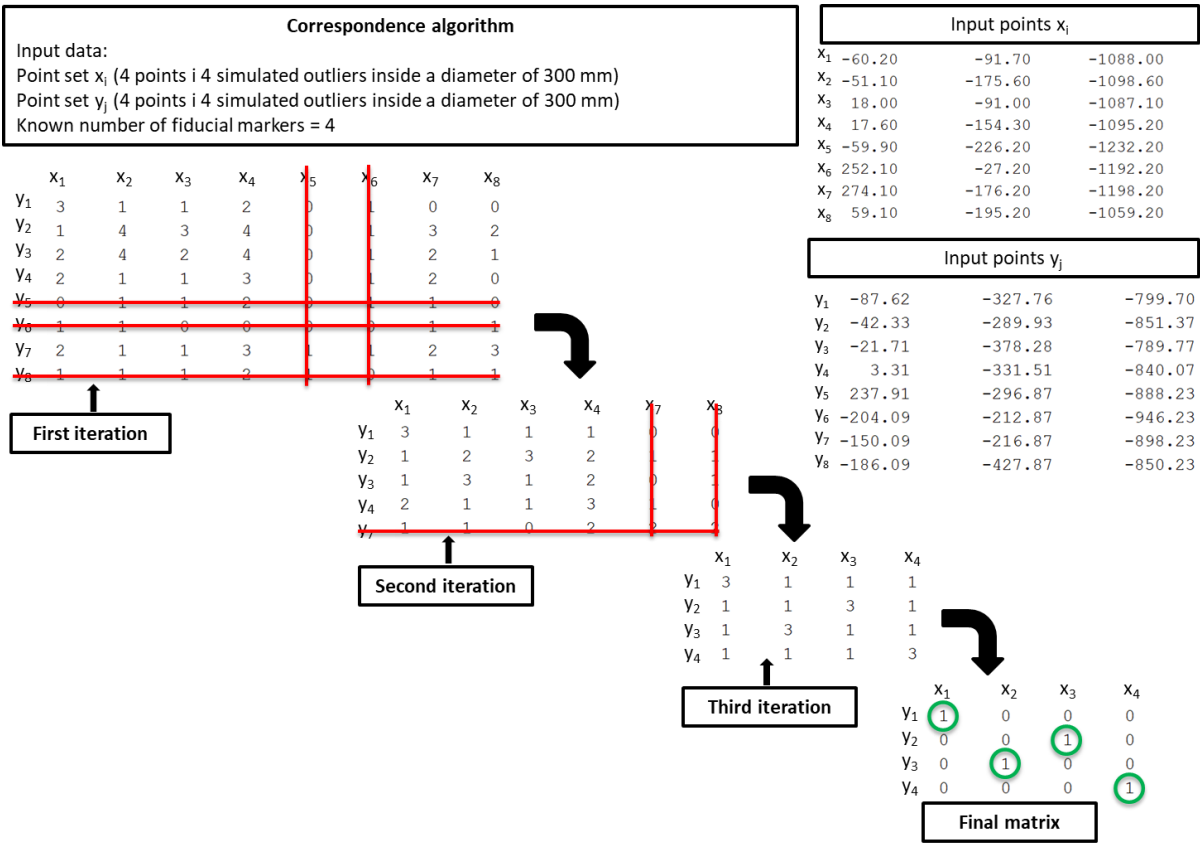 Correspondence algorithm
Input data:
Point set xi (4 points i 4 simulated outliers inside a diameter of 300 mm)
Point set yj (4 points i 4 simulated outliers inside a diameter of 300 mm)
Known number of fiducial markers = 4
Input points xi
x1 -60.20 -91.70 -1088.00
x2 -51.10 -175.60 -1098.60
x3 18.00 -91.00 -1087.10
x4 17.60 -154.30 -1095.20
x5 -59.90 -226.20 -1232.20
x6 252.10 -27.20 -1192.20
x7 274.10 -176.20 -1198.20
x8 59.10 -195.20 -1059.20
Input points yj
y1 -87.62 -327.76 -799.70
y2 -42.33 -289.93 -851.37
y3 -21.71 -378.28 -789.77
y4 3.31 -331.51 -840.07
y5 237.91 -296.87 -888.23
y6 -204.09 -212.87 -946.23
y7 -150.09 -216.87 -898.23
y8 -186.09 -427.87 -850.23
x1 x2 x3 x4 x5 x6 x7 x8
y1 3 1 1 2 0 1 0 0
y2 1 4 3 4 0 1 3 2
y3 2 4 2 4 0 1 2 1
y4 2 1 1 3 0 1 2 0
y5 0 1 1 2 0 1 1 0
y6 1 1 0 0 0 0 1 1
y7 2 1 1 3 1 1 2 3
y8 1 1 1 2 1 0 1 1
First iteration
x1 x2 x3 x4 x7 x8
y1 3 1 1 1 0 0
y2 1 2 3 2 1 1
y3 1 3 1 2 0 1
y4 2 1 1 3 1 0
y7 1 1 0 2 2
Second iteration
x1 x2 x3 x4
y1 3 1 1 1
y2 1 1 3 1
y3 1 3 1 1
y4 1 1 1 3
Third iteration
x1 x2 x3 x4
y1 1 0 0 0
y2 0 0 1 0
y3 0 1 0 0
y4 0 0 0 1
Final matrix